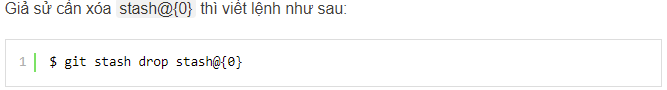 Giả sử cần xóa stash@{0} thì viết lệnh như sau:
1 $ git stash drop stash@{0}